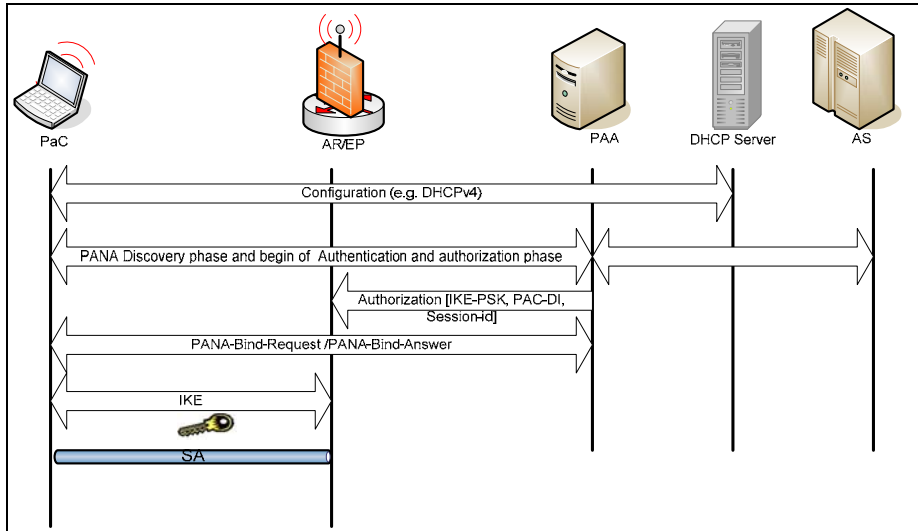 PaC
AR/EP
PAA
DHCP Server
AS
Configuration (e.g. DHCPv4)
PANA Discovery phase and begin of Authentication and authorization phase
Authorization [IKE-PSK, PAC-DI,
Session-id]
PANA-Bind-Request /PANA-Bind-Answer
IKE
SA